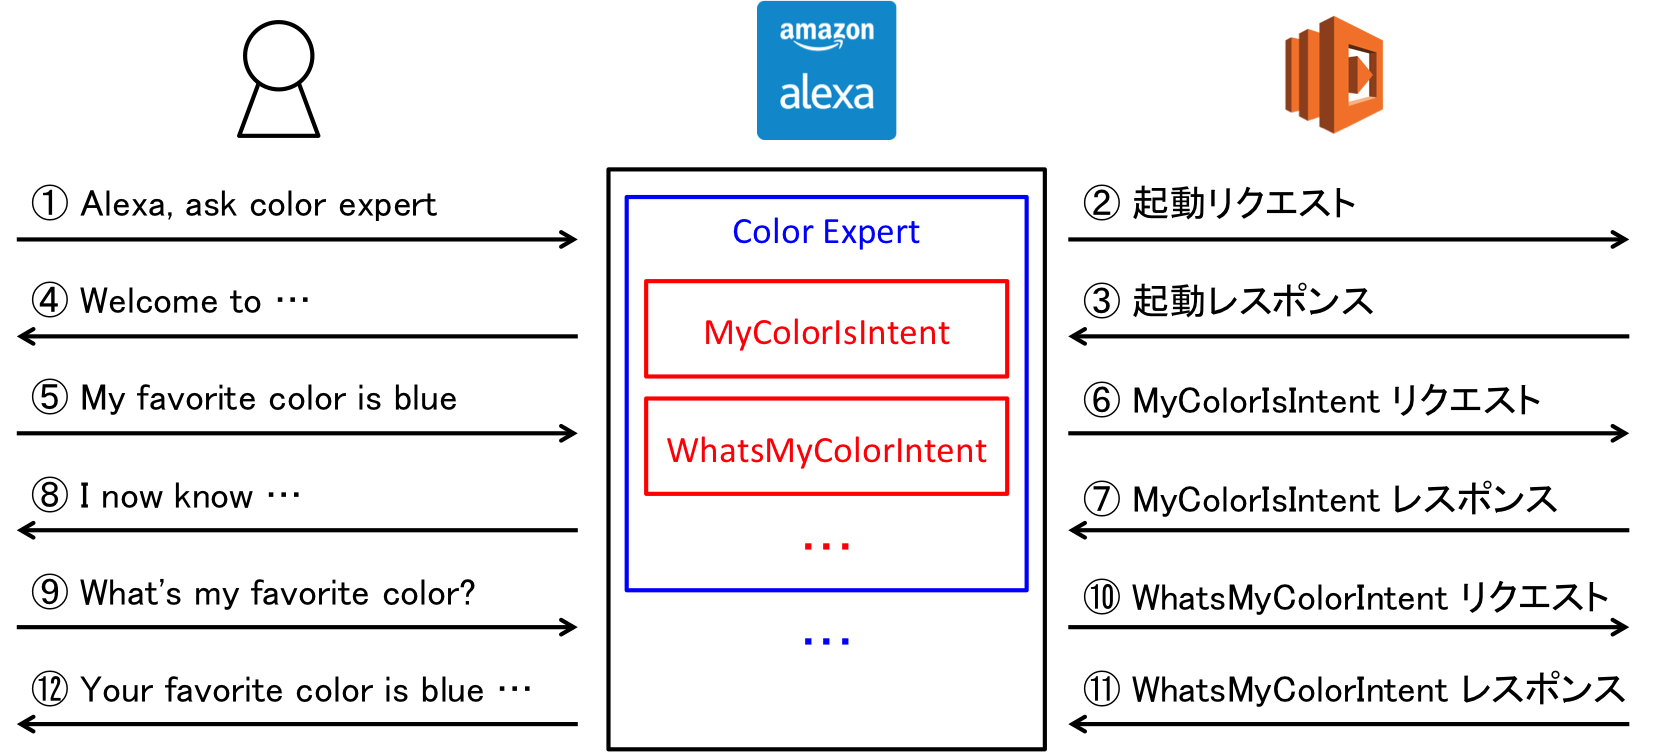 amazon
alexa
① Alexa, ask color expert
② 起動リクエスト
Color Expert
④ Welcome to …
③ 起動レスポンス
MyColorIsIntent
⑤ My favorite color is blue
⑥ MyColorIsIntent リクエスト
WhatsMyColorIntent
⑧ I now know …
⑦ MyColorIsIntent レスポンス
…
⑨ What's my favorite color?
⑩ WhatsMyColorIntent リクエスト
…
⑫ Your favorite color is blue …
⑪ WhatsMyColorIntent レスポンス